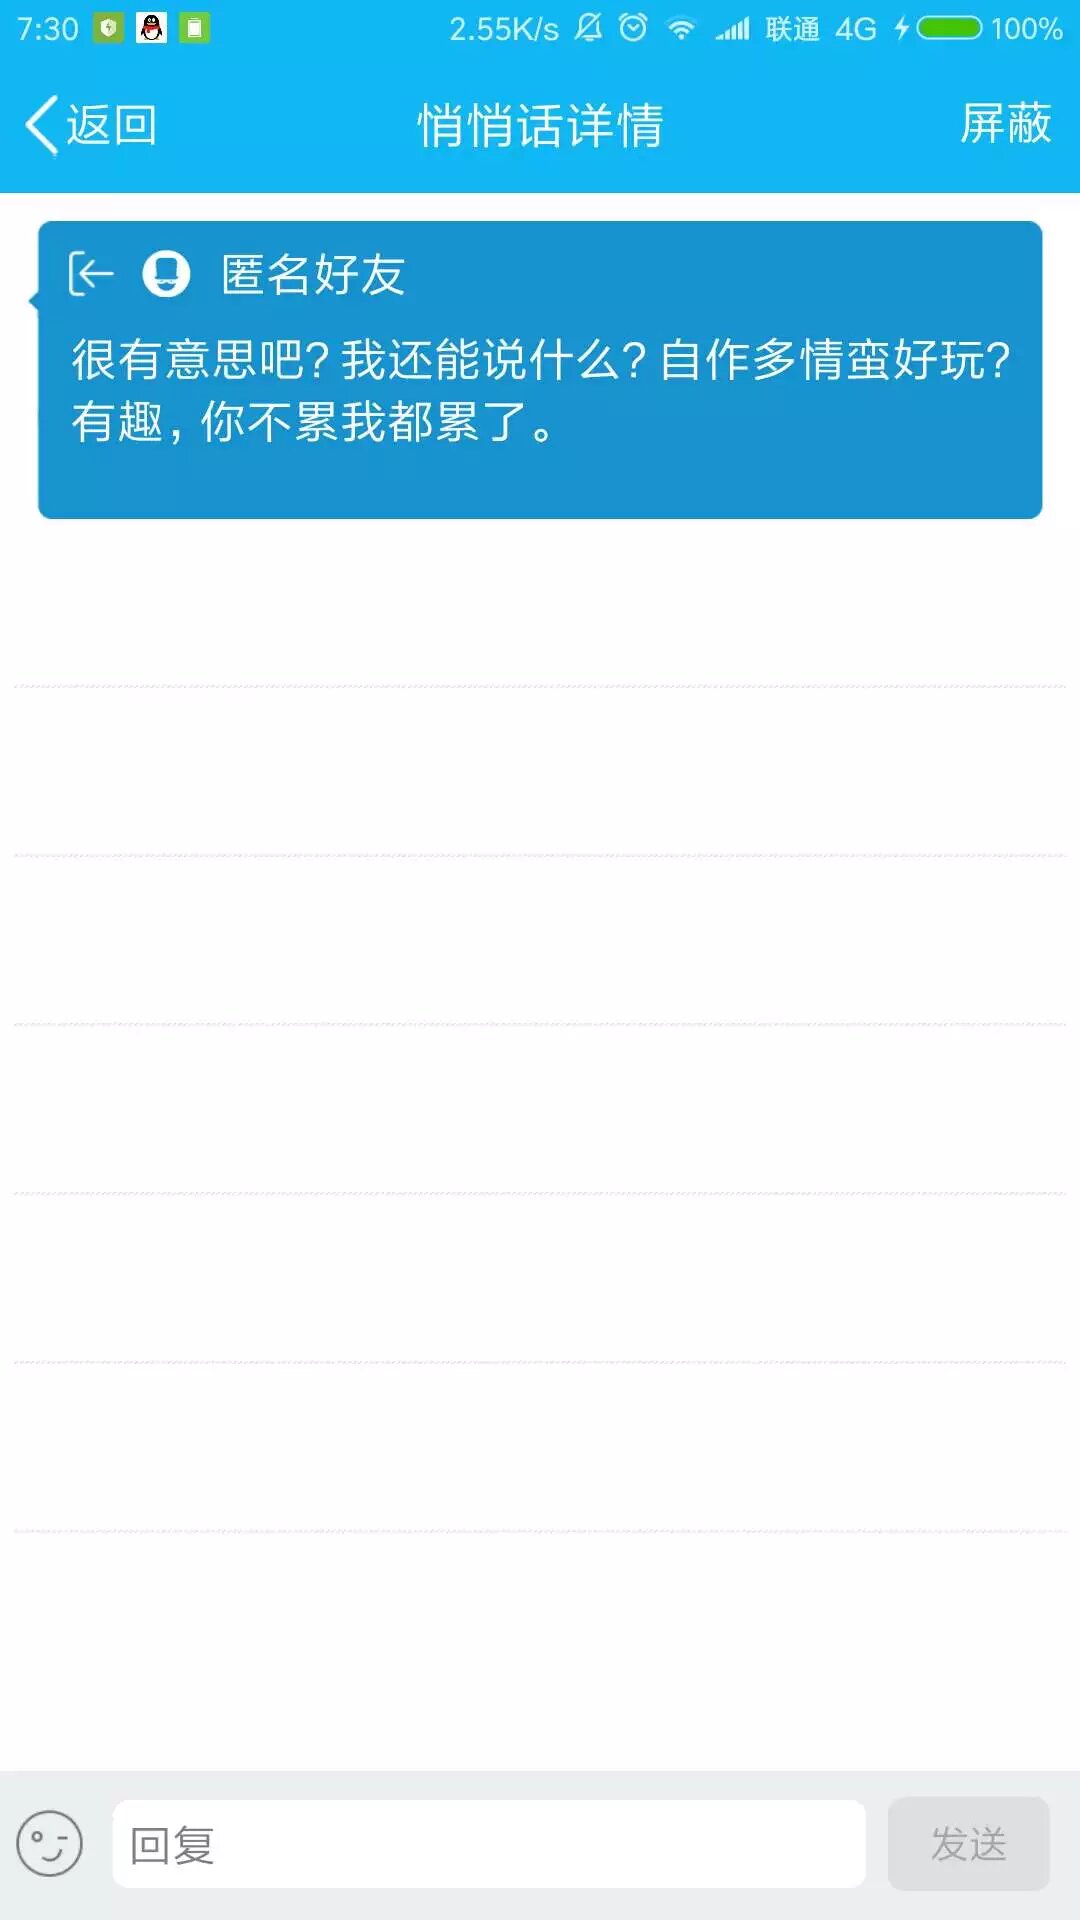 7:30 2.55K/s 联通 4G 100%
返回 悄悄话详情 屏蔽
匿名好友
很有意思吧?我还能说什么?自作多情蛮好玩?
有趣,你不累我都累了。
回复 发送